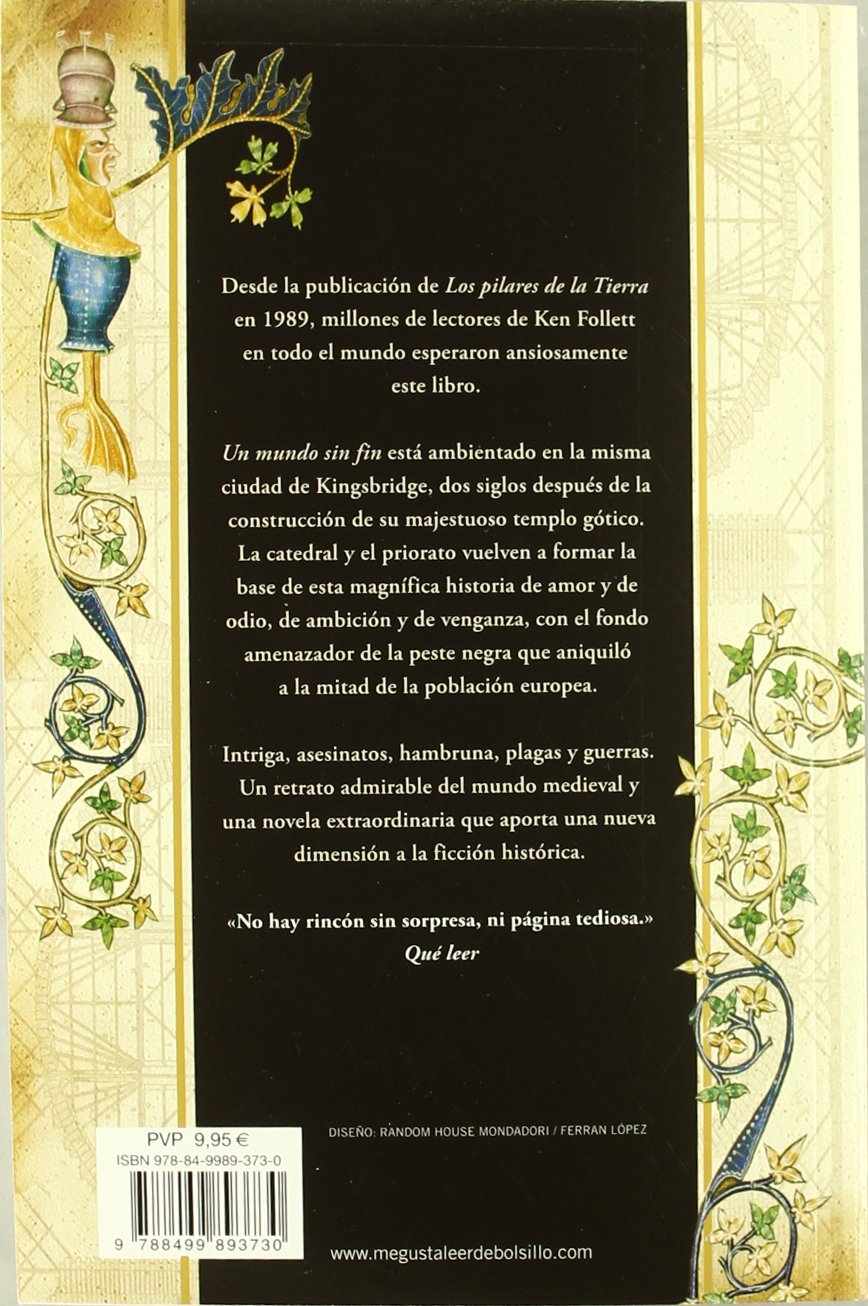 Desde la publicación de Los pilares de la Tierra
en 1989, millones de lectores de Ken Follett
en todo el mundo esperaron ansiosamente
este libro.
Un mundo sin fin está ambientado en la misma
ciudad de Kingsbridge, dos siglos después de la
construcción de su majestuoso templo gótico.
La catedral y el priorato vuelven a formar la
base de esta magnífica historia de amor y de
odio, de ambición y de venganza, con el fondo
amenazador de la peste negra que aniquiló
a la mitad de la población europea.
Intriga, asesinatos, hambruna, plagas y guerras.
Un retrato admirable del mundo medieval y
una novela extraordinaria que aporta una nueva
dimensión a la ficción histórica.
«No hay rincón sin sorpresa, ni página tediosa.»
Qué leer
DISEÑO: RANDOM HOUSE MONDADORI / FERRAN LÓPEZ
PVP 9,95 €
ISBN 978-84-9989-373-0
9 788499 893730
www.megustaleerdebolsillo.com